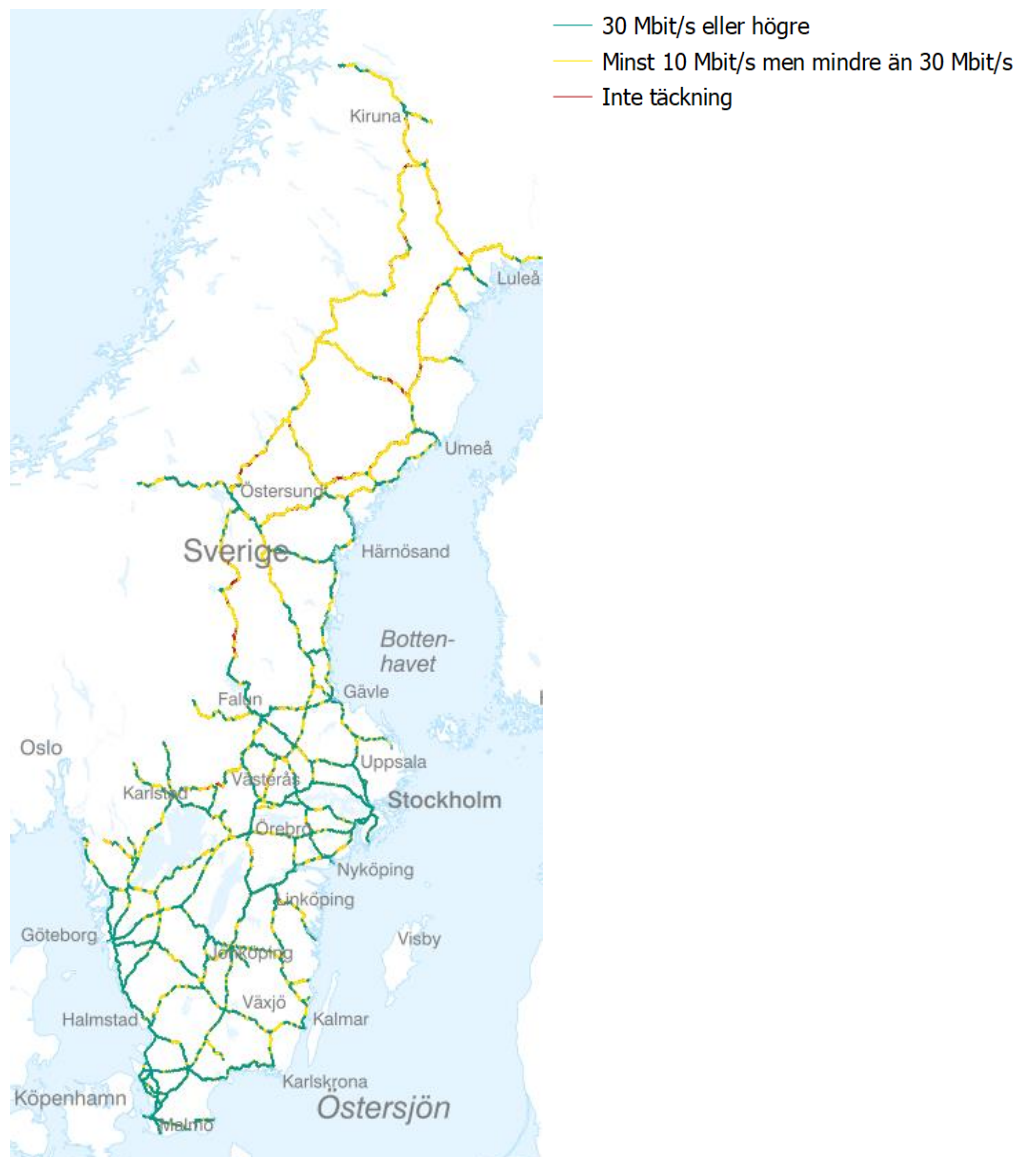 30 Mbit/s eller högre
Minst 10 Mbit/s men mindre än 30 Mbit/s
Inte täckning
Kiruna
Luleå
Umeå
Östersund
Sverige
Härnösand
Botten-
havet
Falun
Gävle
Oslo
Uppsala
Västerås
Karlstad
Stockholm
Örebro
Nyköping
Linköping
Göteborg
Visby
Jönköping
Växjö
Halmstad
Kalmar
Karlskrona
Köpenhamn
Östersjön
Malmö